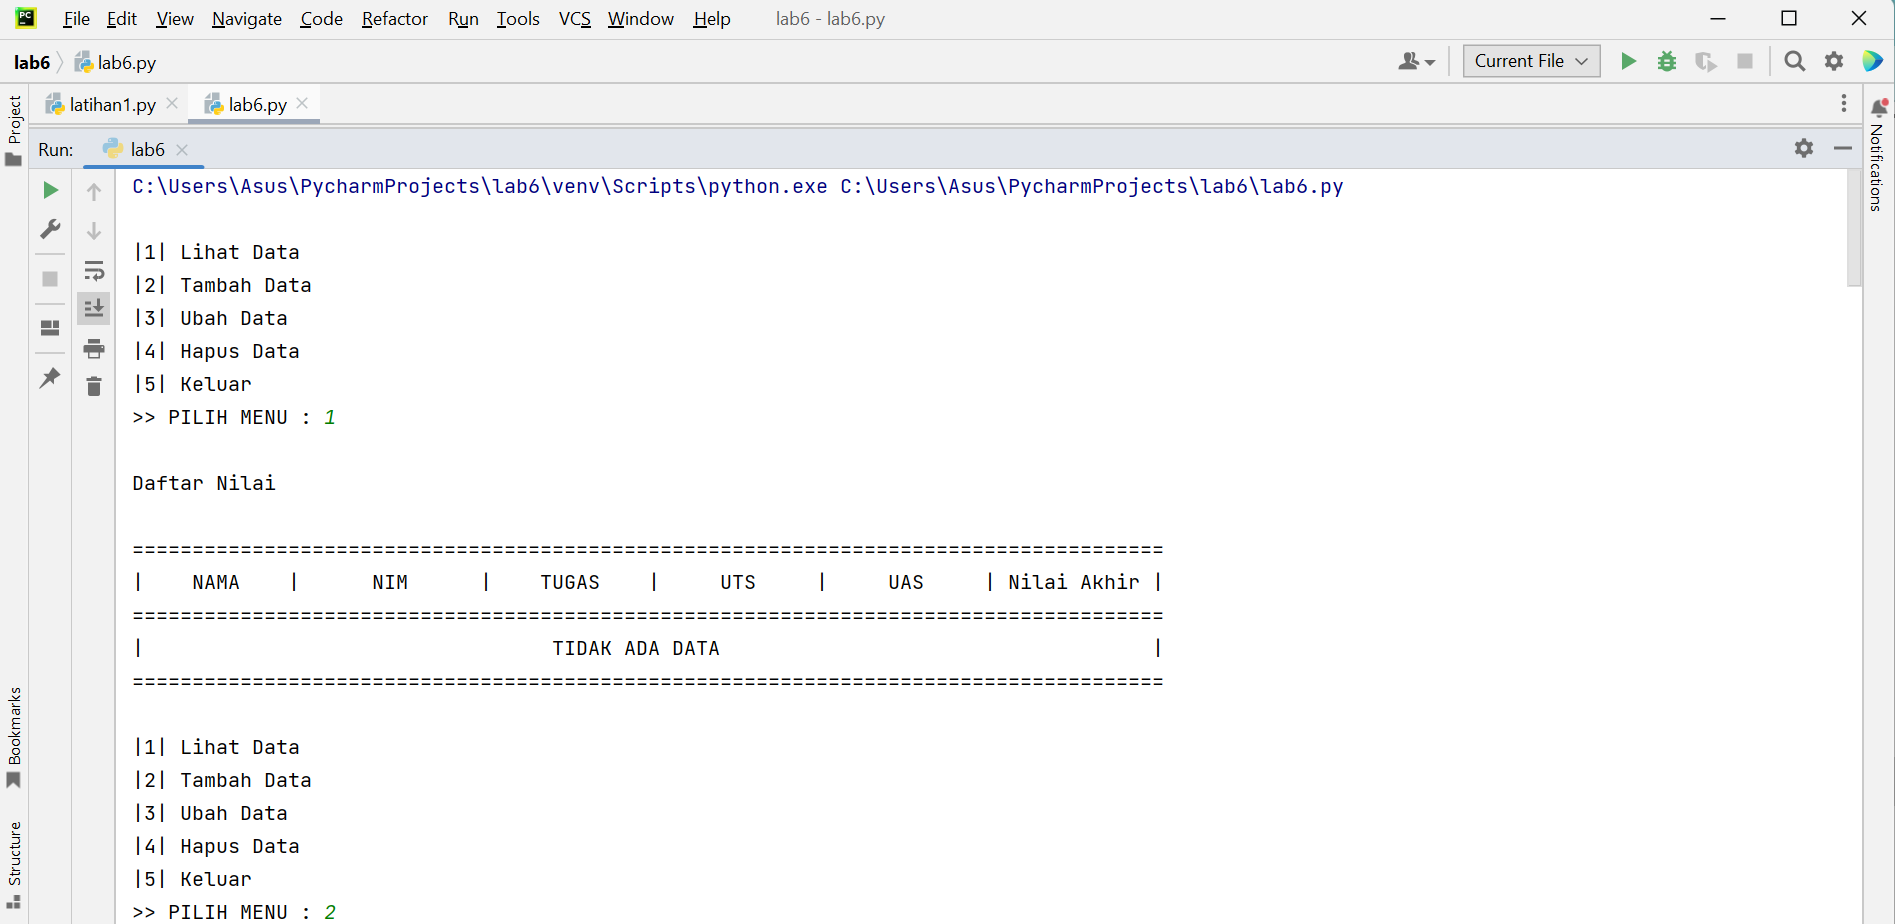 PC File Edit View Navigate Code Refactor Run Tools VCS Window Help lab6 - lab6.py
lab6 lab6.py Current File
latihan1.py lab6.py
Project
Notifications
Run: lab6
C:\Users\Asus\PycharmProjects\lab6\venv\Scripts\python.exe C:\Users\Asus\PycharmProjects\lab6\lab6.py
|1| Lihat Data
|2| Tambah Data
|3| Ubah Data
|4| Hapus Data
|5| Keluar
>> PILIH MENU : 1
Daftar Nilai
======================================================================================
|    NAMA    |      NIM      |    TUGAS    |     UTS     |     UAS     | Nilai Akhir |
======================================================================================
|                                  TIDAK ADA DATA                                    |
======================================================================================
|1| Lihat Data
|2| Tambah Data
|3| Ubah Data
|4| Hapus Data
|5| Keluar
>> PILIH MENU : 2
Bookmarks
Structure